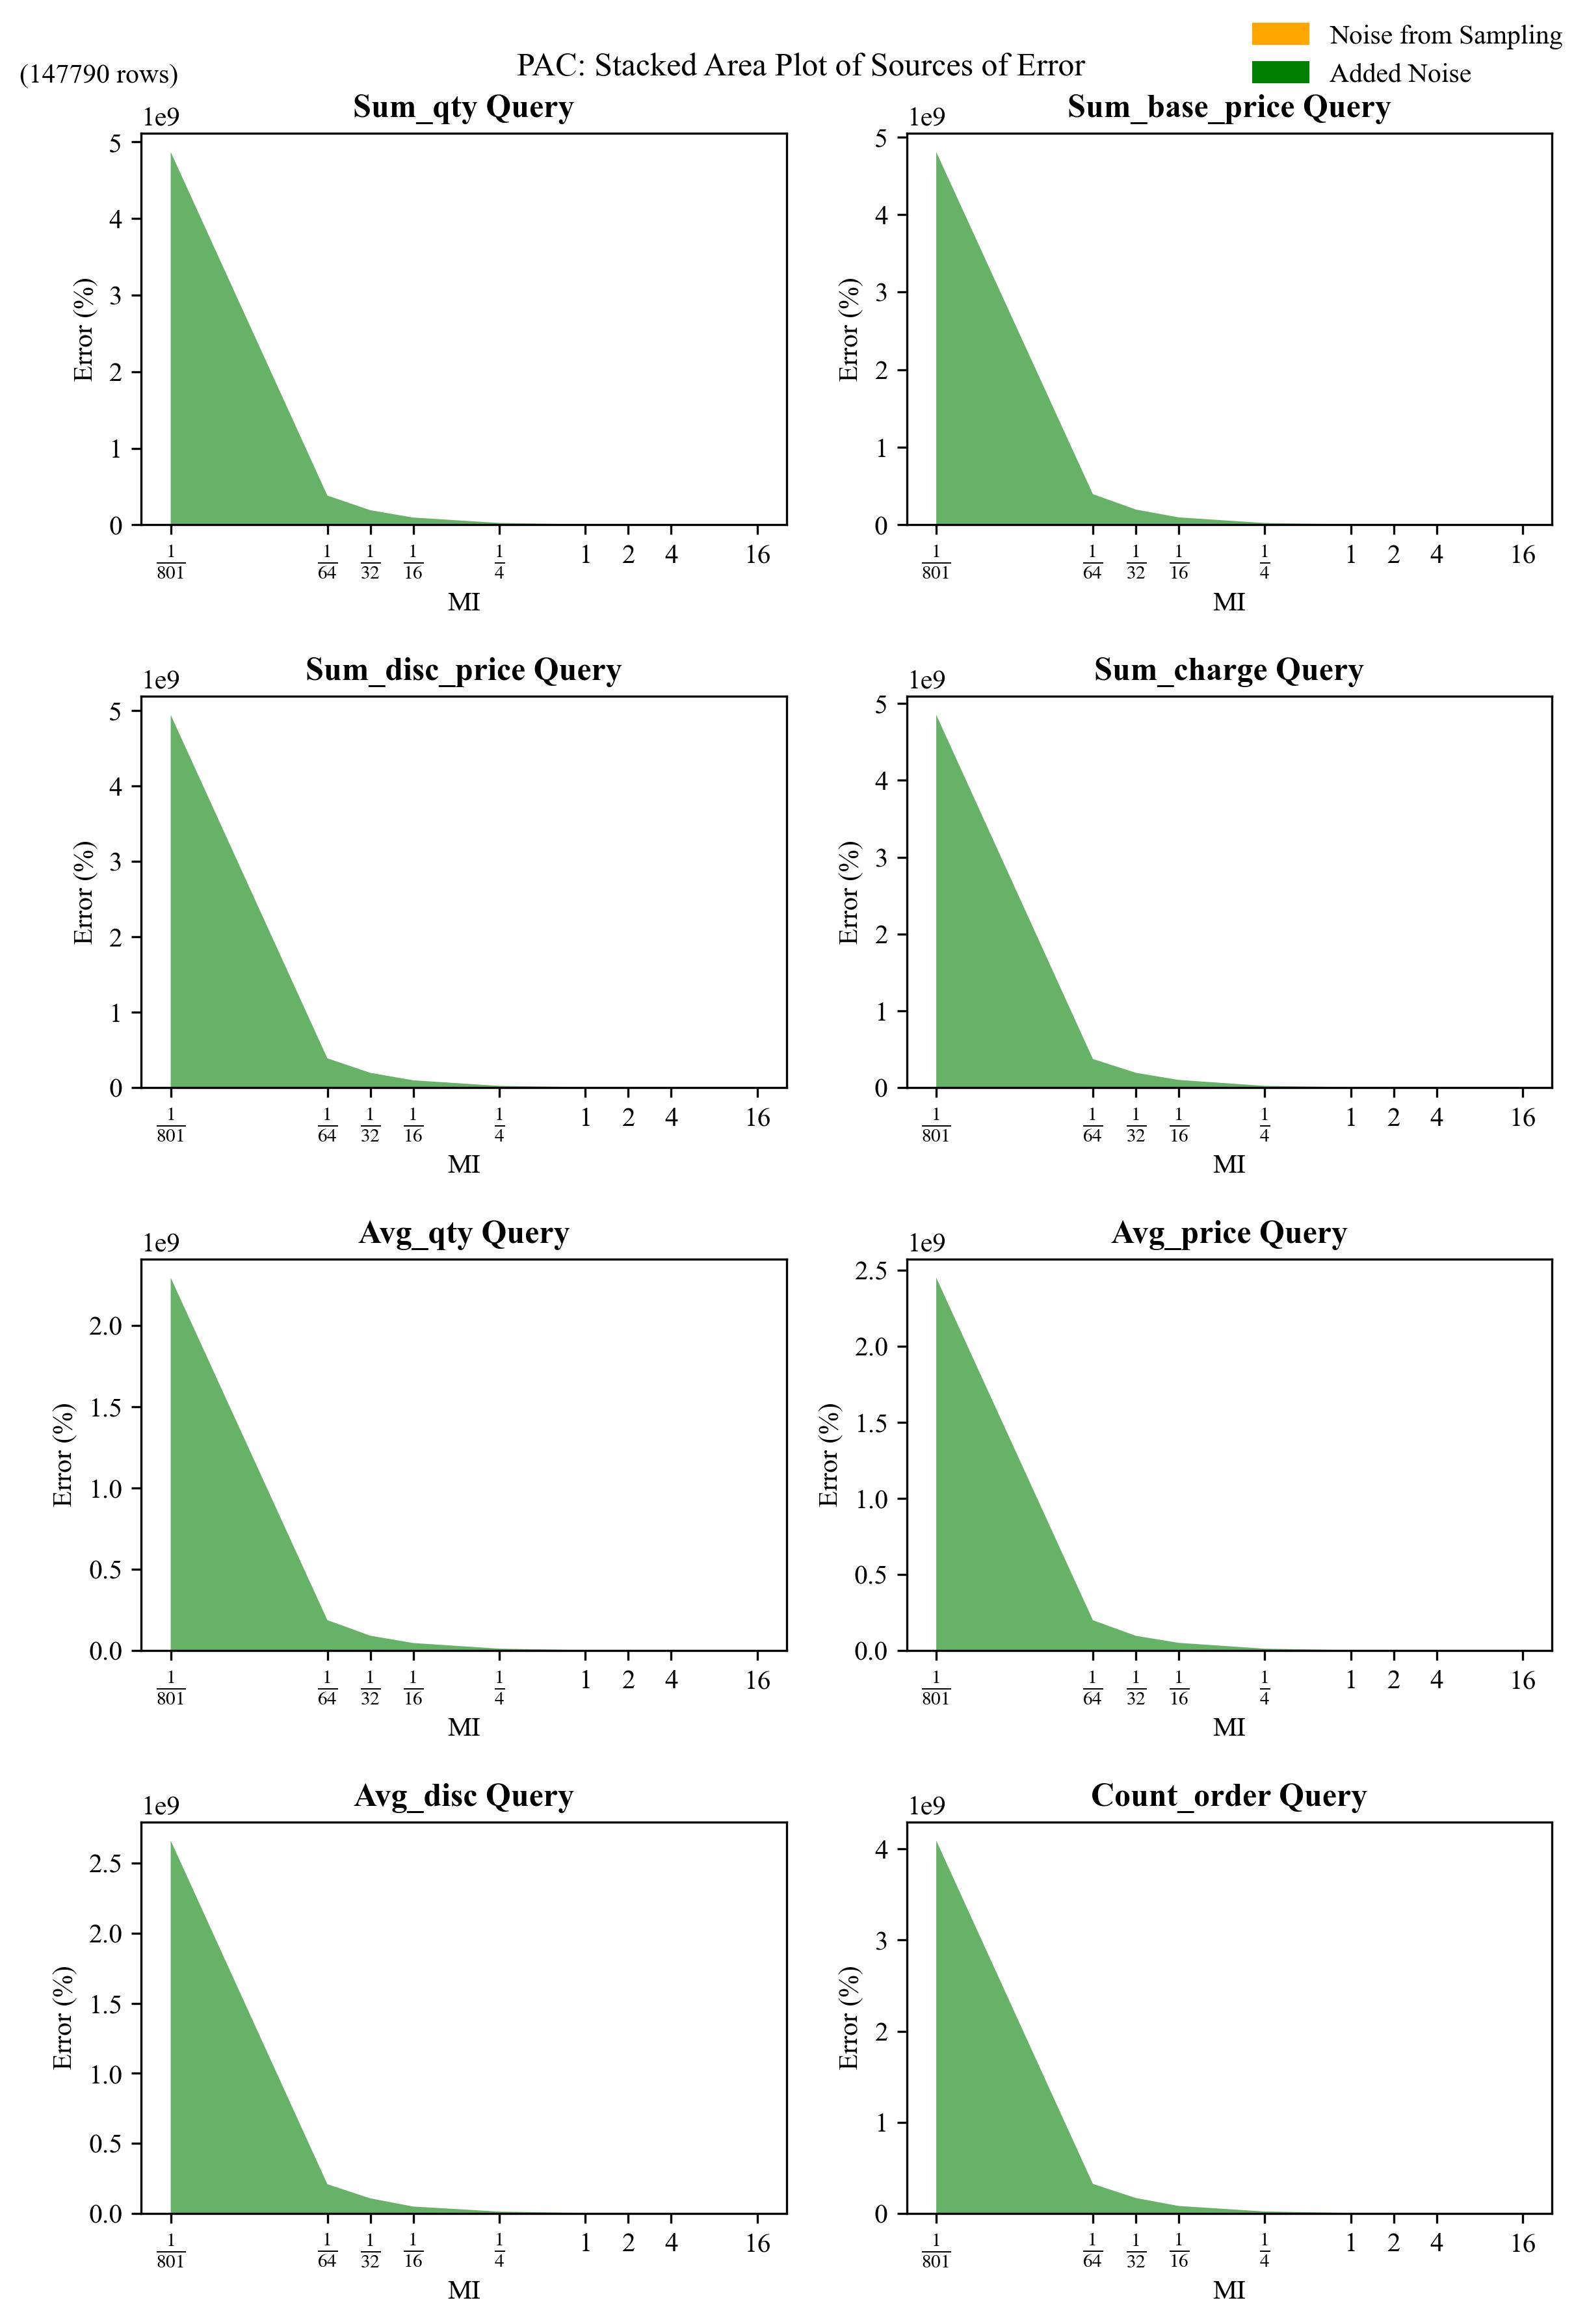 Noise from Sampling
Added Noise
(147790 rows)
PAC: Stacked Area Plot of Sources of Error
Sum_qty Query
1e9
5
4
3
2
1
0
Error (%)
1/801 1/64 1/32 1/16 1/4 1 2 4 16
MI
Sum_base_price Query
1e9
5
4
3
2
1
0
Error (%)
1/801 1/64 1/32 1/16 1/4 1 2 4 16
MI
Sum_disc_price Query
1e9
5
4
3
2
1
0
Error (%)
1/801 1/64 1/32 1/16 1/4 1 2 4 16
MI
Sum_charge Query
1e9
5
4
3
2
1
0
Error (%)
1/801 1/64 1/32 1/16 1/4 1 2 4 16
MI
Avg_qty Query
1e9
2.0
1.5
1.0
0.5
0.0
Error (%)
1/801 1/64 1/32 1/16 1/4 1 2 4 16
MI
Avg_price Query
1e9
2.5
2.0
1.5
1.0
0.5
0.0
Error (%)
1/801 1/64 1/32 1/16 1/4 1 2 4 16
MI
Avg_disc Query
1e9
2.5
2.0
1.5
1.0
0.5
0.0
Error (%)
1/801 1/64 1/32 1/16 1/4 1 2 4 16
MI
Count_order Query
1e9
4
3
2
1
0
Error (%)
1/801 1/64 1/32 1/16 1/4 1 2 4 16
MI